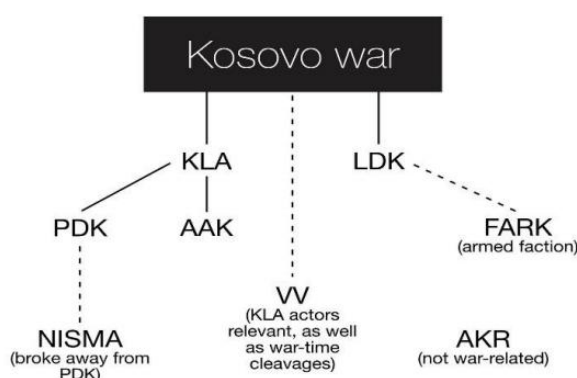 Kosovo war
KLA
LDK
PDK
AAK
FARK
(armed faction)
VV
(KLA actors
relevant, as well
as war-time
cleavages)
NISMA
(broke away from
PDK)
AKR
(not war-related)